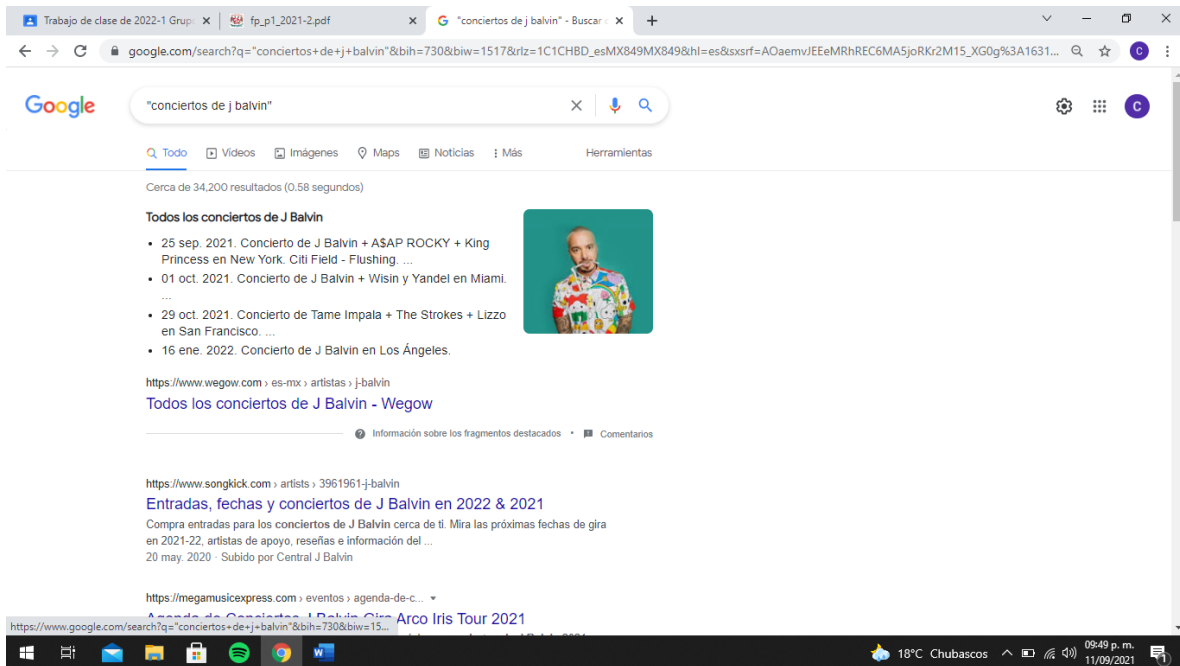 Trabajo de clase de 2022-1 Grupo
fp_p1_2021-2.pdf
"conciertos de j balvin" - Buscar c
google.com/search?q="conciertos+de+j+balvin"&bih=730&biw=1517&rlz=1C1CHBD_esMX849MX849&hl=es&sxsrf=AOaemvJEEeMRhREC6MA5joRKr2M15_XG0g%3A1631...
C
Google
"conciertos de j balvin"
C
Todo
Videos
Imágenes
Maps
Noticias
Más
Herramientas
Cerca de 34,200 resultados (0.58 segundos)
Todos los conciertos de J Balvin
• 25 sep. 2021. Concierto de J Balvin + A$AP ROCKY + King
Princess en New York. Citi Field - Flushing. ...
• 01 oct. 2021. Concierto de J Balvin + Wisin y Yandel en Miami.
...
• 29 oct. 2021. Concierto de Tame Impala + The Strokes + Lizzo
en San Francisco. ...
• 16 ene. 2022. Concierto de J Balvin en Los Ángeles.
https://www.wegow.com › es-mx › artistas › j-balvin
Todos los conciertos de J Balvin - Wegow
Información sobre los fragmentos destacados • Comentarios
https://www.songkick.com › artists › 3961961-j-balvin
Entradas, fechas y conciertos de J Balvin en 2022 & 2021
Compra entradas para los conciertos de J Balvin cerca de ti. Mira las próximas fechas de gira
en 2021-22, artistas de apoyo, reseñas e información del ...
20 may. 2020 · Subido por Central J Balvin
https://megamusicexpress.com › eventos › agenda-de-c...
Agenda de Conciertos J Balvin Gira Arco Iris Tour 2021
https://www.google.com/search?q="conciertos+de+j+balvin"&bih=730&biw=15...
18°C Chubascos
09:49 p. m.
11/09/2021
1